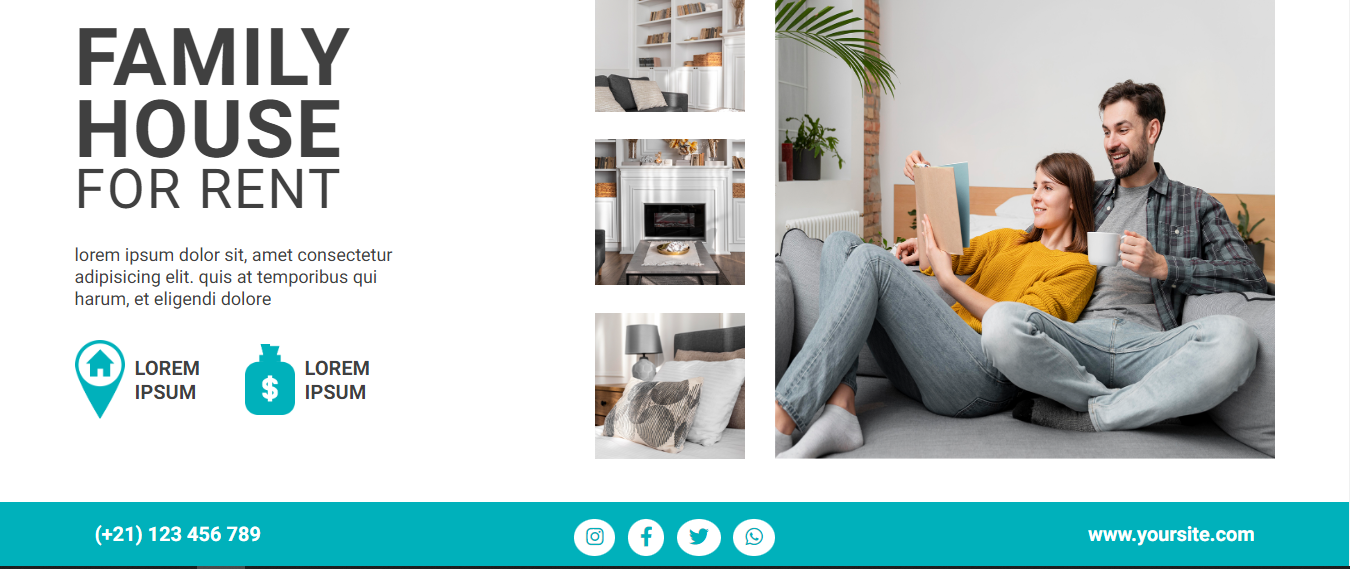 FAMILY
HOUSE
FOR RENT
lorem ipsum dolor sit, amet consectetur
adipisicing elit. quis at temporibus qui
harum, et eligendi dolore
LOREM
IPSUM
$
LOREM
IPSUM
(+21) 123 456 789
www.yoursite.com